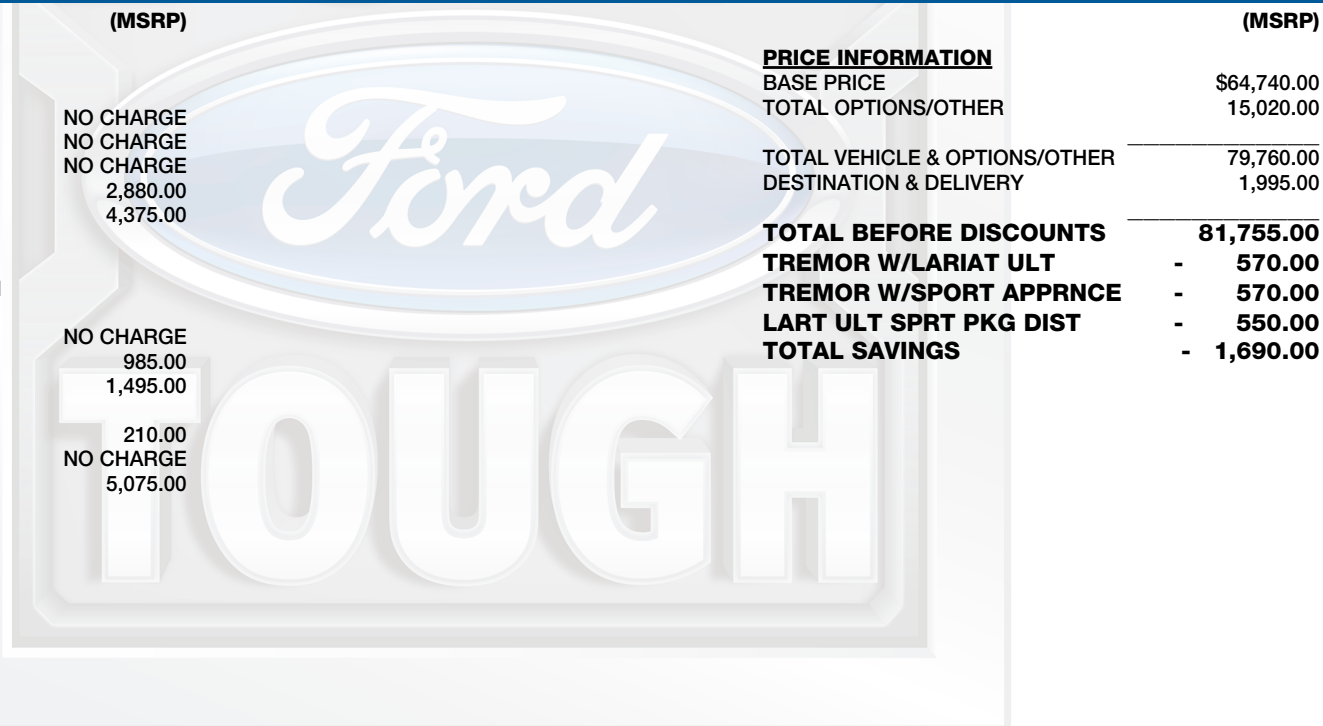 (MSRP)
NO CHARGE
NO CHARGE
NO CHARGE
2,880.00
4,375.00
NO CHARGE
985.00
1,495.00
210.00
NO CHARGE
5,075.00
Ford
TOUGH
(MSRP)
PRICE INFORMATION
BASE PRICE $64,740.00
TOTAL OPTIONS/OTHER 15,020.00
TOTAL VEHICLE & OPTIONS/OTHER 79,760.00
DESTINATION & DELIVERY 1,995.00
TOTAL BEFORE DISCOUNTS 81,755.00
TREMOR W/LARIAT ULT - 570.00
TREMOR W/SPORT APPRNCE - 570.00
LART ULT SPRT PKG DIST - 550.00
TOTAL SAVINGS - 1,690.00